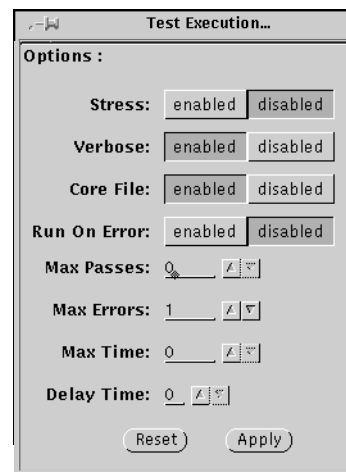 Test Execution...
Options :
Stress: enabled disabled
Verbose: enabled disabled
Core File: enabled disabled
Run On Error: enabled disabled
Max Passes: 0
Max Errors: 1
Max Time: 0
Delay Time: 0
Reset Apply